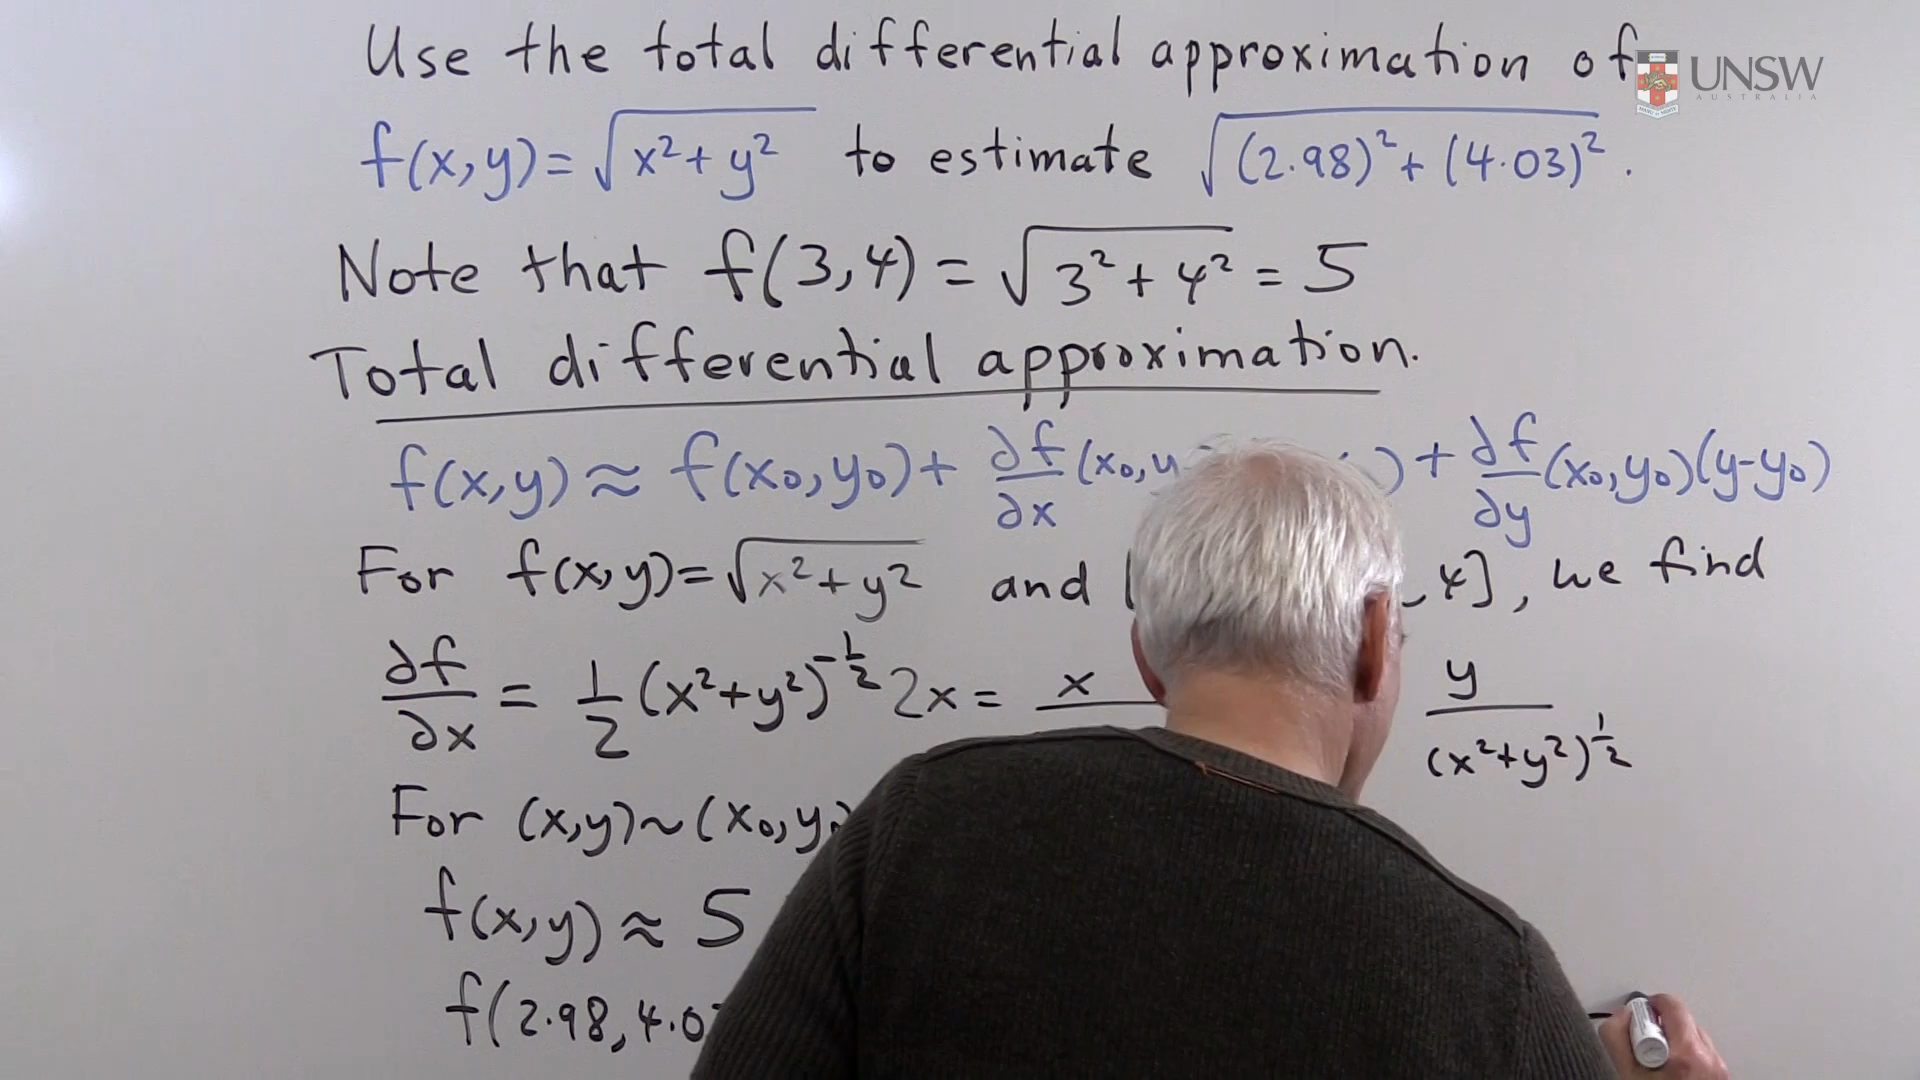 Use the total differential approximation of
UNSW
AUSTRALIA
f(x,y)=√(x²+y²) to estimate √((2.98)²+(4.03)²).
Note that f(3,4)=√(3²+4²)=5
Total differential approximation.
f(x,y)≈f(x₀,y₀)+∂f/∂x(x₀,y )+∂f/∂y(x₀,y₀)(y-y₀)
For f(x,y)=√(x²+y²) and [ , 4], we find
∂f/∂x=1/2(x²+y²)^(-1/2)2x=x y/(x²+y²)^(1/2)
For (x,y)~(x₀,y₀
f(x,y)≈5
f(2.98,4.0